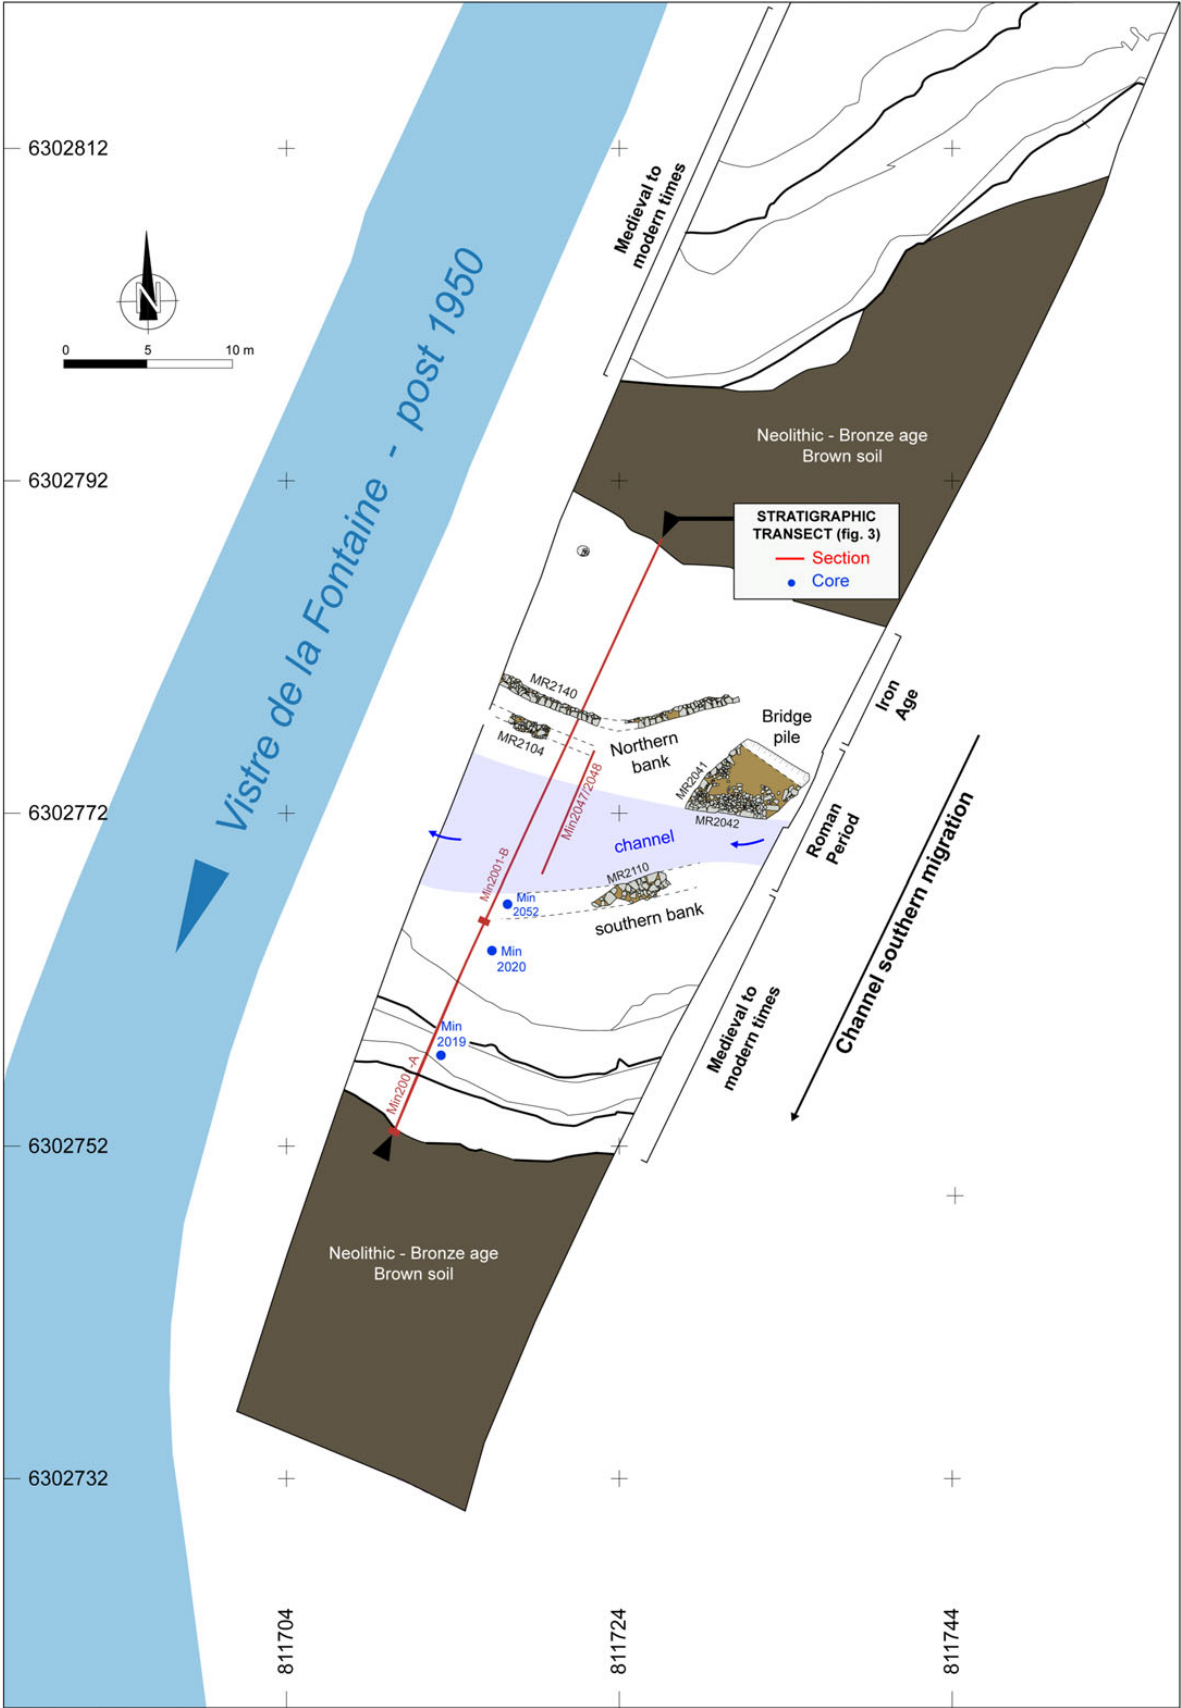 6302812
Medieval to
modern times
N
0 5 10 m
Vistre de la Fontaine - post 1950
Neolithic - Bronze age
Brown soil
6302792
STRATIGRAPHIC
TRANSECT (fig. 3)
Section
Core
Iron
Age
MR2140
MR2104
Northern
bank
Bridge
pile
MR2041
MR2042
Min2047/2048
6302772
channel
Roman
Period
Min2001-B
MR2110
Min
2052
southern bank
Min
2020
Channel southern migration
Medieval to
modern times
Min
2019
6302752
Neolithic - Bronze age
Brown soil
6302732
811704
811724
811744